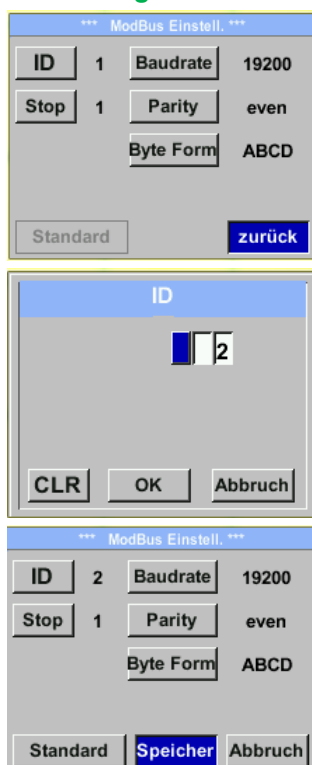 *** ModBus Einstell. ***
ID 1 Baudrate 19200
Stop 1 Parity even
Byte Form ABCD
Standard zurück
ID
2
CLR OK Abbruch
*** ModBus Einstell. ***
ID 2 Baudrate 19200
Stop 1 Parity even
Byte Form ABCD
Standard Speicher Abbruch